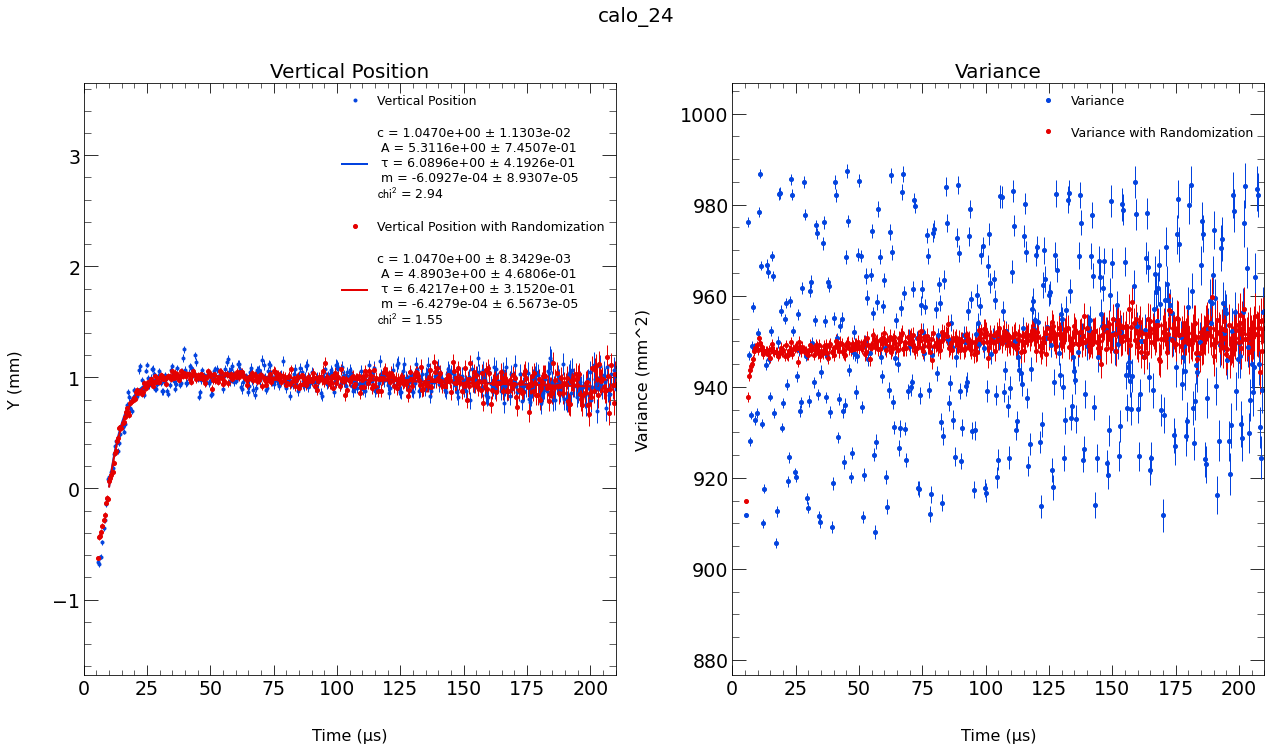 calo_24
Vertical Position
Vertical Position
c = 1.0470e+00 ± 1.1303e-02
A = 5.3116e+00 ± 7.4507e-01
τ = 6.0896e+00 ± 4.1926e-01
m = -6.0927e-04 ± 8.9307e-05
chi² = 2.94
Vertical Position with Randomization
c = 1.0470e+00 ± 8.3429e-03
A = 4.8903e+00 ± 4.6806e-01
τ = 6.4217e+00 ± 3.1520e-01
m = -6.4279e-04 ± 6.5673e-05
chi² = 1.55
Y (mm)
3
2
1
0
−1
0 25 50 75 100 125 150 175 200
Time (μs)
Variance
Variance
Variance with Randomization
Variance (mm^2)
1000
980
960
940
920
900
880
0 25 50 75 100 125 150 175 200
Time (μs)